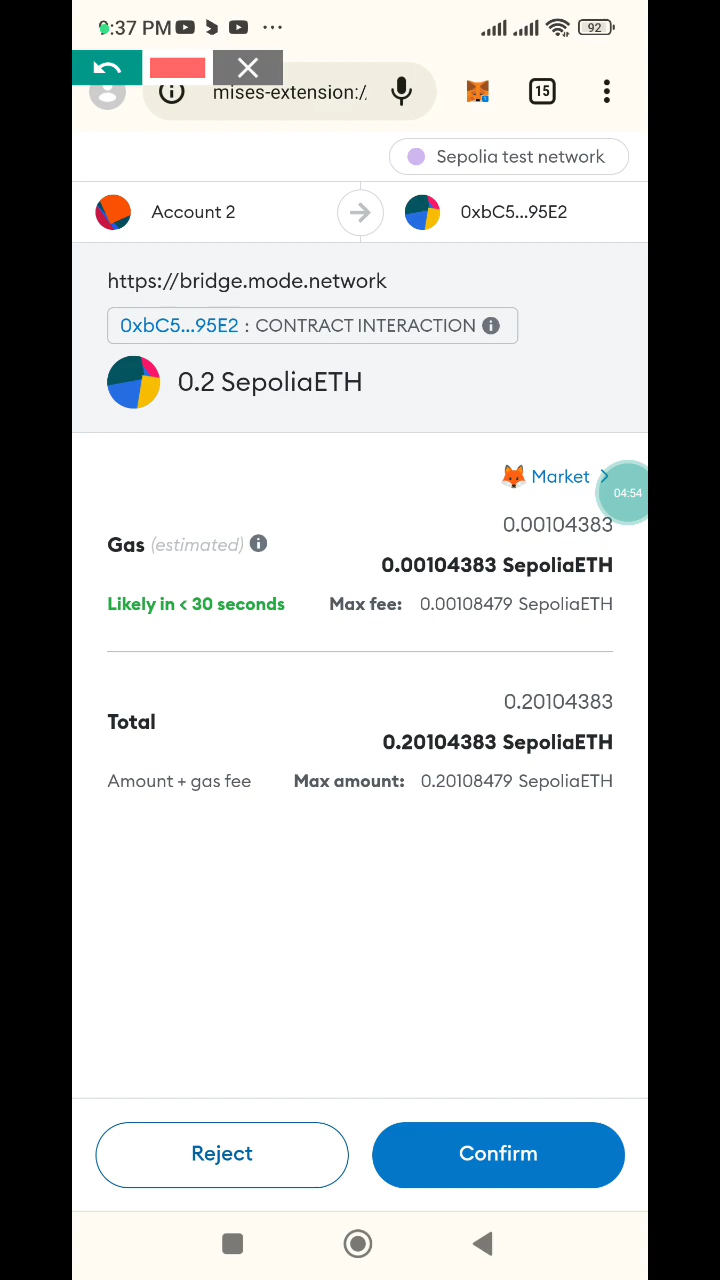 9:37 PM ... 92
mises-extension:/. 15
Sepolia test network
Account 2 0xbC5...95E2
https://bridge.mode.network
0xbC5...95E2 : CONTRACT INTERACTION
0.2 SepoliaETH
Market >
04:54
0.00104383
Gas (estimated)
0.00104383 SepoliaETH
Likely in < 30 seconds Max fee: 0.00108479 SepoliaETH
0.20104383
Total
0.20104383 SepoliaETH
Amount + gas fee Max amount: 0.20108479 SepoliaETH
Reject Confirm